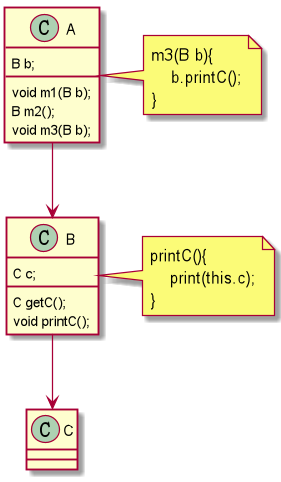 C A
B b;
void m1(B b);
B m2();
void m3(B b);
m3(B b){
b.printC();
}
C B
C c;
C getC();
void printC();
printC(){
print(this.c);
}
C C